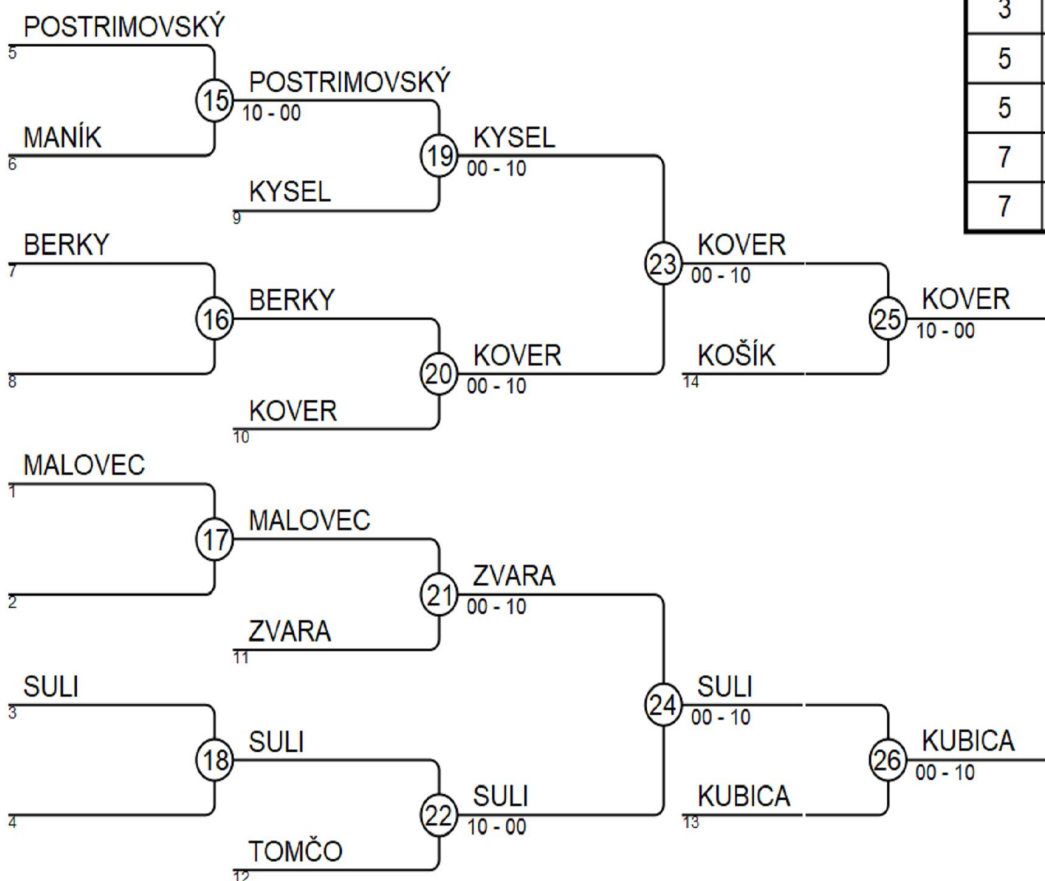 POSTRIMOVSKÝ
5
15
POSTRIMOVSKÝ
10 - 00
MANÍK
6
19
KYSEL
00 - 10
KYSEL
9
BERKY
7
16
BERKY
8
20
KOVER
00 - 10
KOVER
10
23
KOVER
00 - 10
KOŠÍK
14
25
KOVER
10 - 00
MALOVEC
1
17
MALOVEC
2
21
ZVARA
00 - 10
ZVARA
11
SULI
3
18
SULI
4
22
SULI
10 - 00
TOMČO
12
24
SULI
00 - 10
KUBICA
13
26
KUBICA
00 - 10
3
5
5
7
7